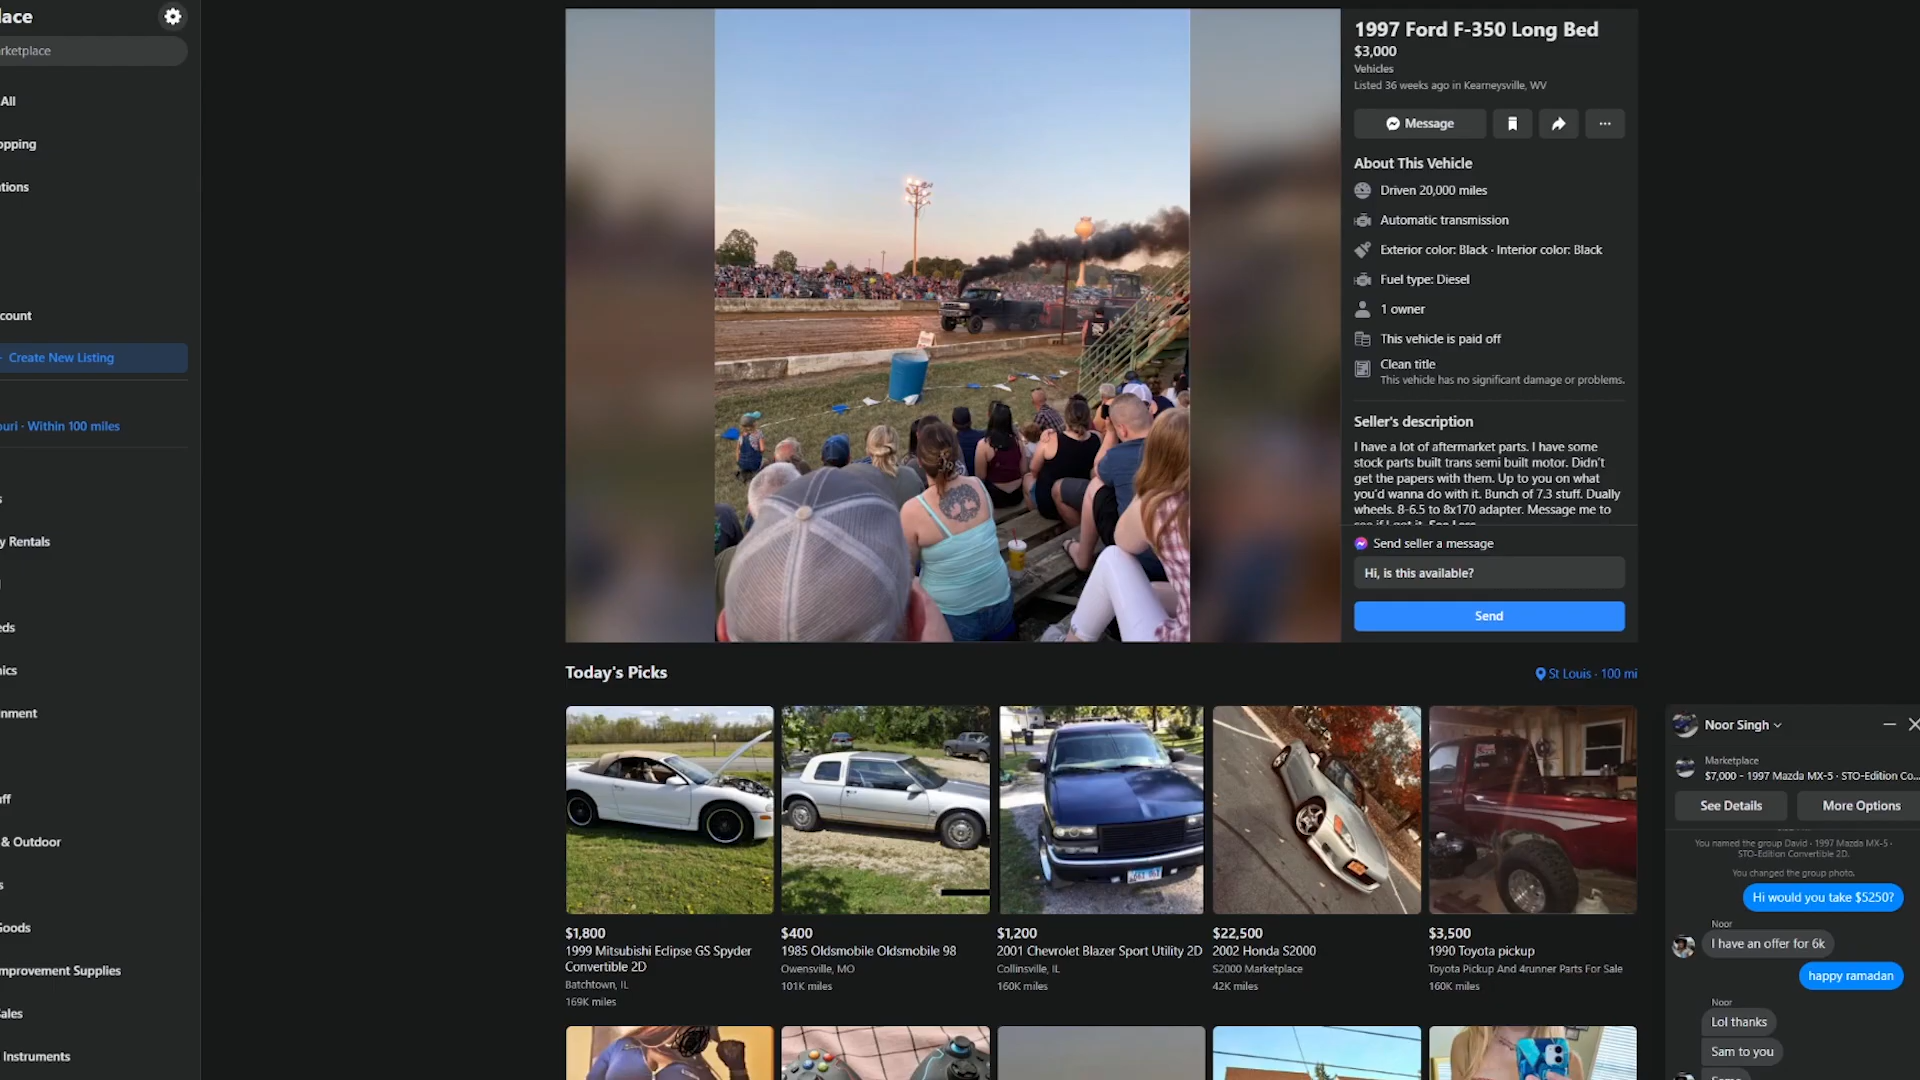 lace
rketplace
All
opping
tions
count
Create New Listing
ouri · Within 100 miles
s
y Rentals
l
eds
ics
inment
ff
& Outdoor
s
Goods
mprovement Supplies
ales
Instruments
1997 Ford F-350 Long Bed
$3,000
Vehicles
Listed 36 weeks ago in Kearneysville, WV
Message
About This Vehicle
Driven 20,000 miles
Automatic transmission
Exterior color: Black · Interior color: Black
Fuel type: Diesel
1 owner
This vehicle is paid off
Clean title
This vehicle has no significant damage or problems.
Seller's description
I have a lot of aftermarket parts. I have some
stock parts built trans semi built motor. Didn't
get the papers with them. Up to you on what
you'd wanna do with it. Bunch of 7.3 stuff. Dually
wheels. 8-6.5 to 8x170 adapter. Message me to
see if I got it. See Less
Send seller a message
Hi, is this available?
Send
Today's Picks
St Louis · 100 mi
$1,800
1999 Mitsubishi Eclipse GS Spyder
Convertible 2D
Batchtown, IL
169K miles
$400
1985 Oldsmobile Oldsmobile 98
Owensville, MO
101K miles
$1,200
2001 Chevrolet Blazer Sport Utility 2D
Collinsville, IL
160K miles
$22,500
2002 Honda S2000
S2000 Marketplace
42K miles
$3,500
1990 Toyota pickup
Toyota Pickup And 4runner Parts For Sale
160K miles
Noor Singh
Marketplace
$7,000 - 1997 Mazda MX-5 · STO-Edition Co...
See Details
More Options
You named the group David · 1997 Mazda MX-5 ·
STO-Edition Convertible 2D.
You changed the group photo.
Hi would you take $5250?
Noor
I have an offer for 6k
happy ramadan
Noor
Lol thanks
Sam to you